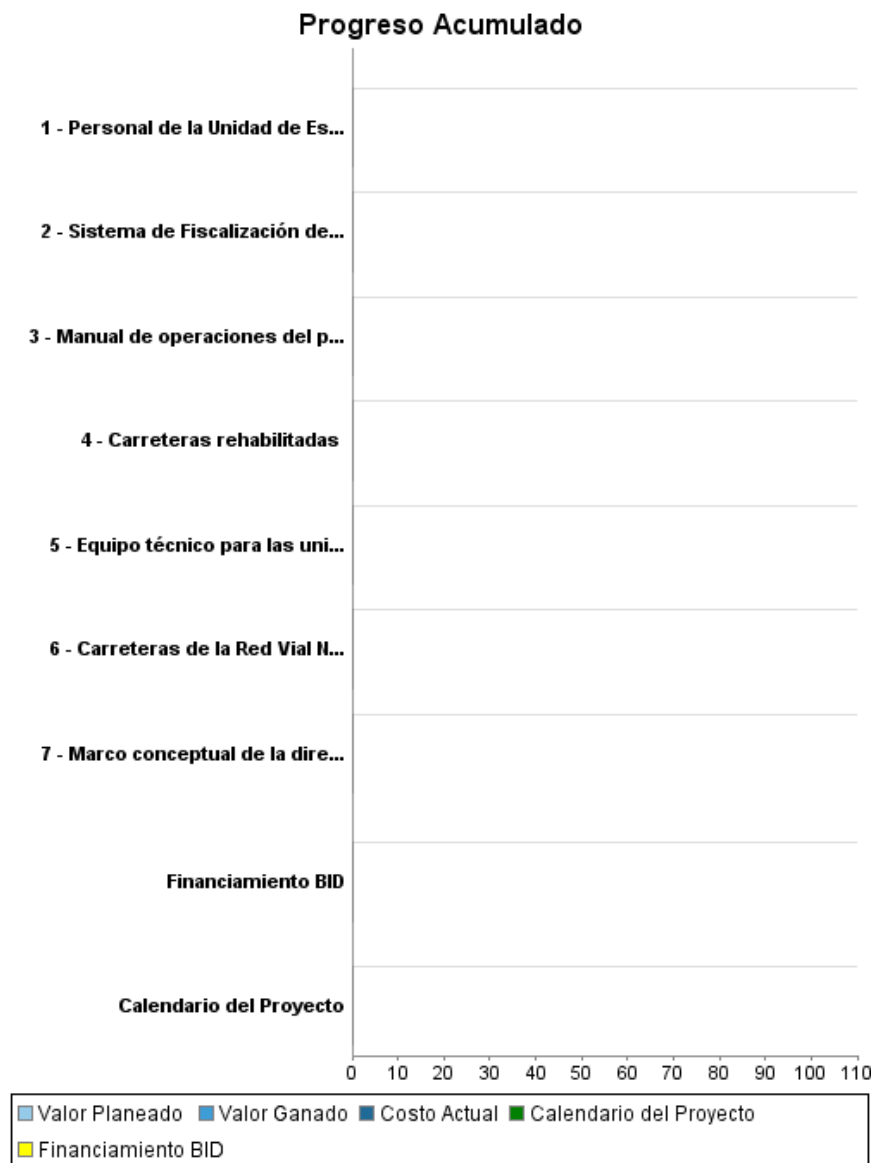 Progreso Acumulado
1 - Personal de la Unidad de Es...
2 - Sistema de Fiscalización de...
3 - Manual de operaciones del p...
4 - Carreteras rehabilitadas
5 - Equipo técnico para las uni...
6 - Carreteras de la Red Vial N...
7 - Marco conceptual de la dire...
Financiamiento BID
Calendario del Proyecto
0 10 20 30 40 50 60 70 80 90 100 110
Valor Planeado Valor Ganado Costo Actual Calendario del Proyecto
Financiamiento BID